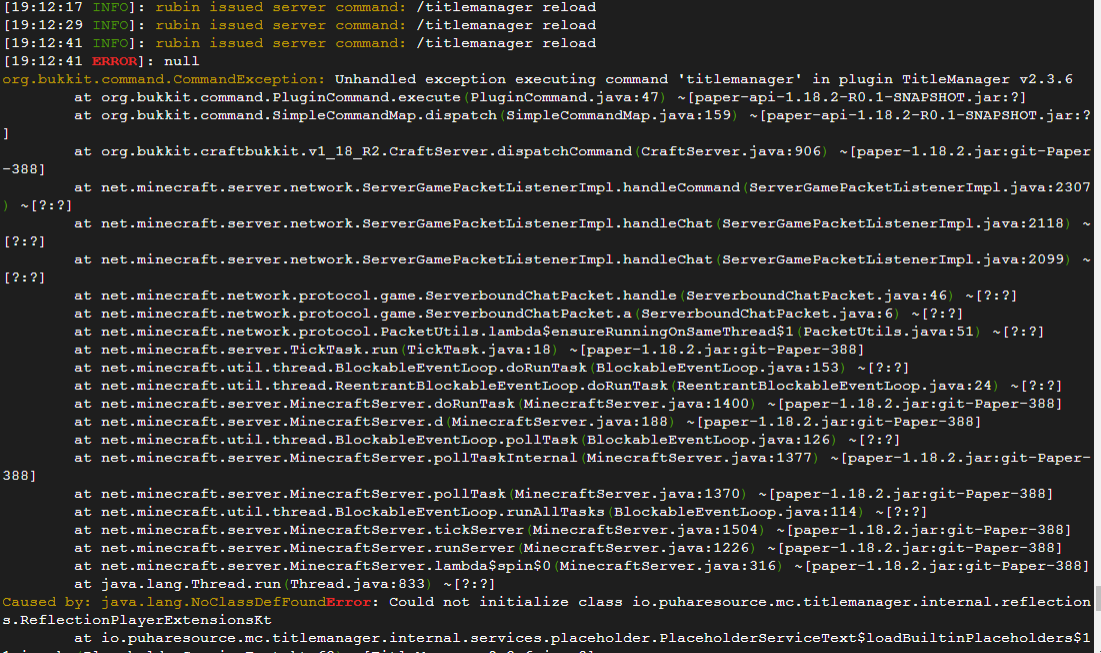 [19:12:17 INFO]: rubin issued server command: /titlemanager reload
[19:12:29 INFO]: rubin issued server command: /titlemanager reload
[19:12:41 INFO]: rubin issued server command: /titlemanager reload
[19:12:41 ERROR]: null
org.bukkit.command.CommandException: Unhandled exception executing command 'titlemanager' in plugin TitleManager v2.3.6
at org.bukkit.command.PluginCommand.execute(PluginCommand.java:47) ~[paper-api-1.18.2-R0.1-SNAPSHOT.jar:?]
at org.bukkit.command.SimpleCommandMap.dispatch(SimpleCommandMap.java:159) ~[paper-api-1.18.2-R0.1-SNAPSHOT.jar:?
]
at org.bukkit.craftbukkit.v1_18_R2.CraftServer.dispatchCommand(CraftServer.java:906) ~[paper-1.18.2.jar:git-Paper
-388]
at net.minecraft.server.network.ServerGamePacketListenerImpl.handleCommand(ServerGamePacketListenerImpl.java:2307
) ~[?:?]
at net.minecraft.server.network.ServerGamePacketListenerImpl.handleChat(ServerGamePacketListenerImpl.java:2118) ~
[?:?]
at net.minecraft.server.network.ServerGamePacketListenerImpl.handleChat(ServerGamePacketListenerImpl.java:2099) ~
[?:?]
at net.minecraft.network.protocol.game.ServerboundChatPacket.handle(ServerboundChatPacket.java:46) ~[?:?]
at net.minecraft.network.protocol.game.ServerboundChatPacket.a(ServerboundChatPacket.java:6) ~[?:?]
at net.minecraft.network.protocol.PacketUtils.lambda$ensureRunningOnSameThread$1(PacketUtils.java:51) ~[?:?]
at net.minecraft.server.TickTask.run(TickTask.java:18) ~[paper-1.18.2.jar:git-Paper-388]
at net.minecraft.util.thread.BlockableEventLoop.doRunTask(BlockableEventLoop.java:153) ~[?:?]
at net.minecraft.util.thread.ReentrantBlockableEventLoop.doRunTask(ReentrantBlockableEventLoop.java:24) ~[?:?]
at net.minecraft.server.MinecraftServer.doRunTask(MinecraftServer.java:1400) ~[paper-1.18.2.jar:git-Paper-388]
at net.minecraft.server.MinecraftServer.d(MinecraftServer.java:188) ~[paper-1.18.2.jar:git-Paper-388]
at net.minecraft.util.thread.BlockableEventLoop.pollTask(BlockableEventLoop.java:126) ~[?:?]
at net.minecraft.server.MinecraftServer.pollTaskInternal(MinecraftServer.java:1377) ~[paper-1.18.2.jar:git-Paper-
388]
at net.minecraft.server.MinecraftServer.pollTask(MinecraftServer.java:1370) ~[paper-1.18.2.jar:git-Paper-388]
at net.minecraft.util.thread.BlockableEventLoop.runAllTasks(BlockableEventLoop.java:114) ~[?:?]
at net.minecraft.server.MinecraftServer.tickServer(MinecraftServer.java:1504) ~[paper-1.18.2.jar:git-Paper-388]
at net.minecraft.server.MinecraftServer.runServer(MinecraftServer.java:1226) ~[paper-1.18.2.jar:git-Paper-388]
at net.minecraft.server.MinecraftServer.lambda$spin$0(MinecraftServer.java:316) ~[paper-1.18.2.jar:git-Paper-388]
at java.lang.Thread.run(Thread.java:833) ~[?:?]
Caused by: java.lang.NoClassDefFoundError: Could not initialize class io.puharesource.mc.titlemanager.internal.reflection
s.ReflectionPlayerExtensionsKt
at io.puharesource.mc.titlemanager.internal.services.placeholder.PlaceholderServiceText$loadBuiltinPlaceholders$1